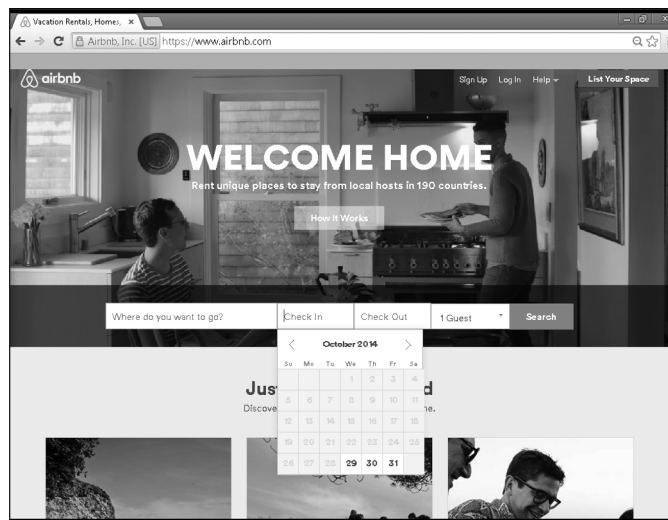 Vacation Rentals, Homes,
Airbnb, Inc. [US] https://www.airbnb.com
airbnb
Sign Up Log In Help List Your Space
WELCOME HOME
Rent unique places to stay from local hosts in 190 countries.
How It Works
Where do you want to go? Check In Check Out 1 Guest Search
October 2014
Su Mo Tu We Th Fr Sa
1 2 3 4
Jus d
5 6 7 8 9 10 11
Discove ne.
12 13 14 15 16 17 18
19 20 21 22 23 24 25
26 27 28 29 30 31